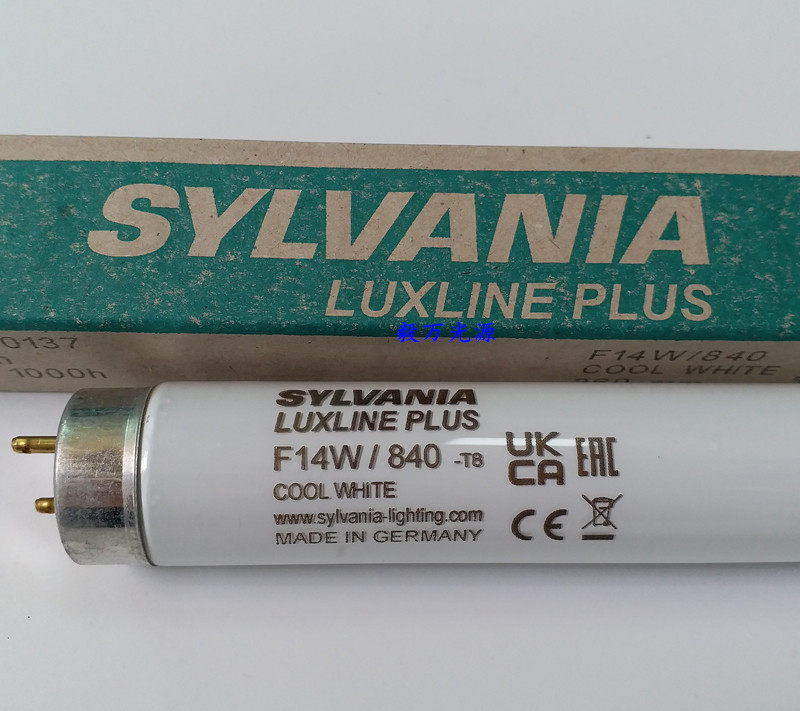 SYLVANIA
LUXLINE PLUS
毅万光源
0137
1000h
F14W/840
COOL WHITE
SYLVANIA
LUXLINE PLUS
F14W / 840 -T8
COOL WHITE
www.sylvania-lighting.com
MADE IN GERMANY
UK
CA
EAC
CE